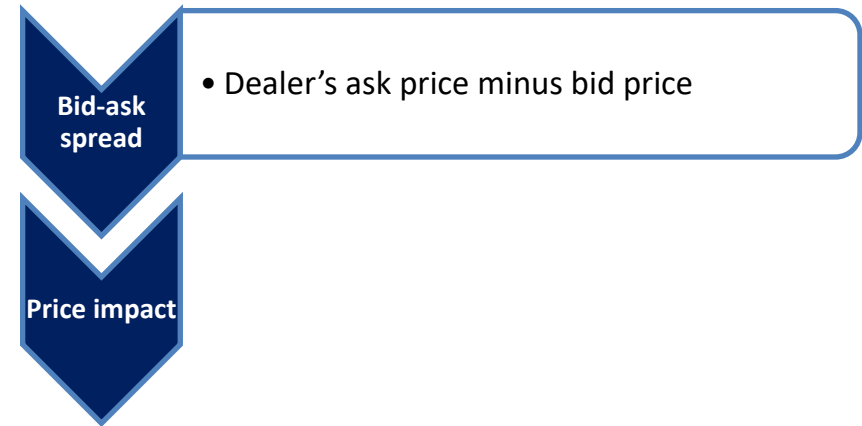 Bid-ask
spread
• Dealer’s ask price minus bid price
Price impact